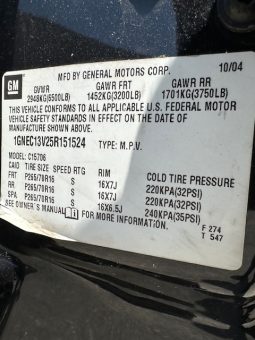 MFD BY GENERAL MOTORS CORP. 10/04
GM
GVWR GAWR FRT GAWR RR
2948KG(6500LB) 1452KG(3200LB) 1701KG(3750LB)
THIS VEHICLE CONFORMS TO ALL APPLICABLE U.S. FEDERAL MOTOR
VEHICLE SAFETY STANDARDS IN EFFECT ON THE DATE OF
MANUFACTURE SHOWN ABOVE.
1GNEC13V25R151524 TYPE: M.P.V.
MODEL: C15706
CAID TIRE SIZE SPEED RTG RIM COLD TIRE PRESSURE
FRT P265/70R16 S 16X7J 220KPA(32PSI)
RR P265/70R16 S 16X7J 220KPA(32PSI)
SPA P265/70R16 S 16X6.5J 240KPA(35PSI)
SEE OWNER'S MANUAL FOR MORE INFORMATION.
F 274
T 547